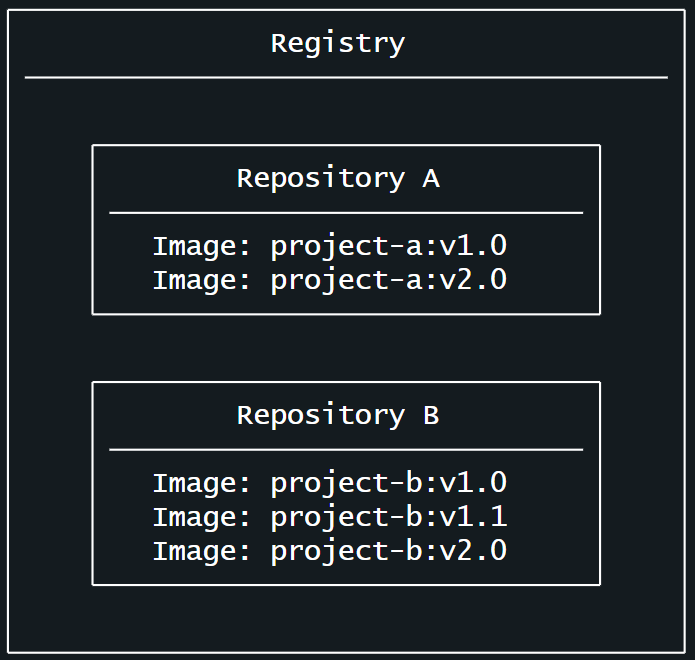 Registry
Repository A
Image: project-a:v1.0
Image: project-a:v2.0
Repository B
Image: project-b:v1.0
Image: project-b:v1.1
Image: project-b:v2.0